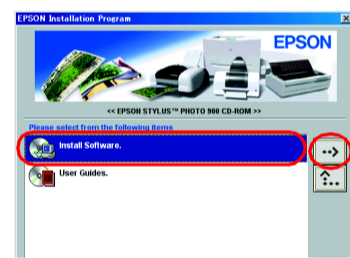 EPSON Installation Program
EPSON
<< EPSON STYLUS™ PHOTO 900 CD-ROM >>
Please select from the following items
Install Software.
User Guides.